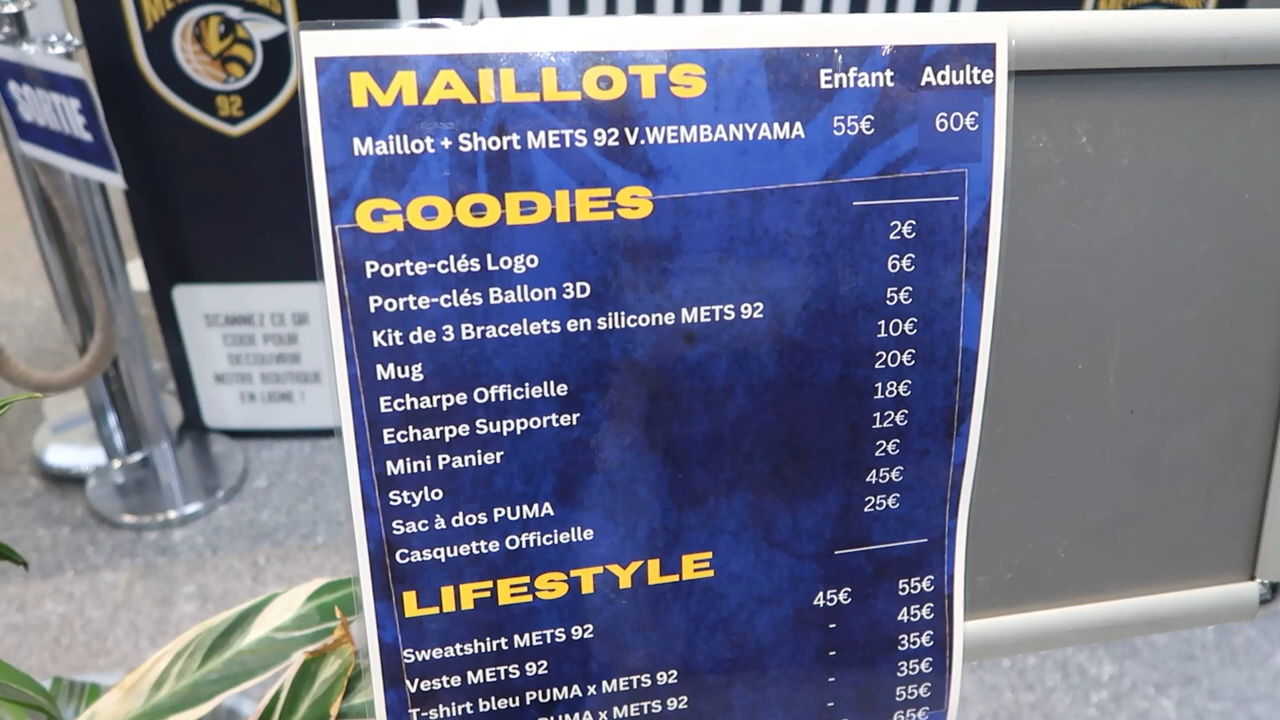 92
SORTIE
SCANNEZ CE QR
CODE POUR
DECOUVRIR
NOTRE BOUTIQUE
EN LIGNE !
MAILLOTS Enfant Adulte
Maillot + Short METS 92 V.WEMBANYAMA 55€ 60€
GOODIES
Porte-clés Logo 2€
Porte-clés Ballon 3D 6€
Kit de 3 Bracelets en silicone METS 92 5€
Mug 10€
Echarpe Officielle 20€
Echarpe Supporter 18€
Mini Panier 12€
Stylo 2€
Sac à dos PUMA 45€
Casquette Officielle 25€
LIFESTYLE
Sweatshirt METS 92 45€ 55€
Veste METS 92 - 45€
T-shirt bleu PUMA x METS 92 - 35€
PUMA x METS 92 - 35€
- 55€
65€